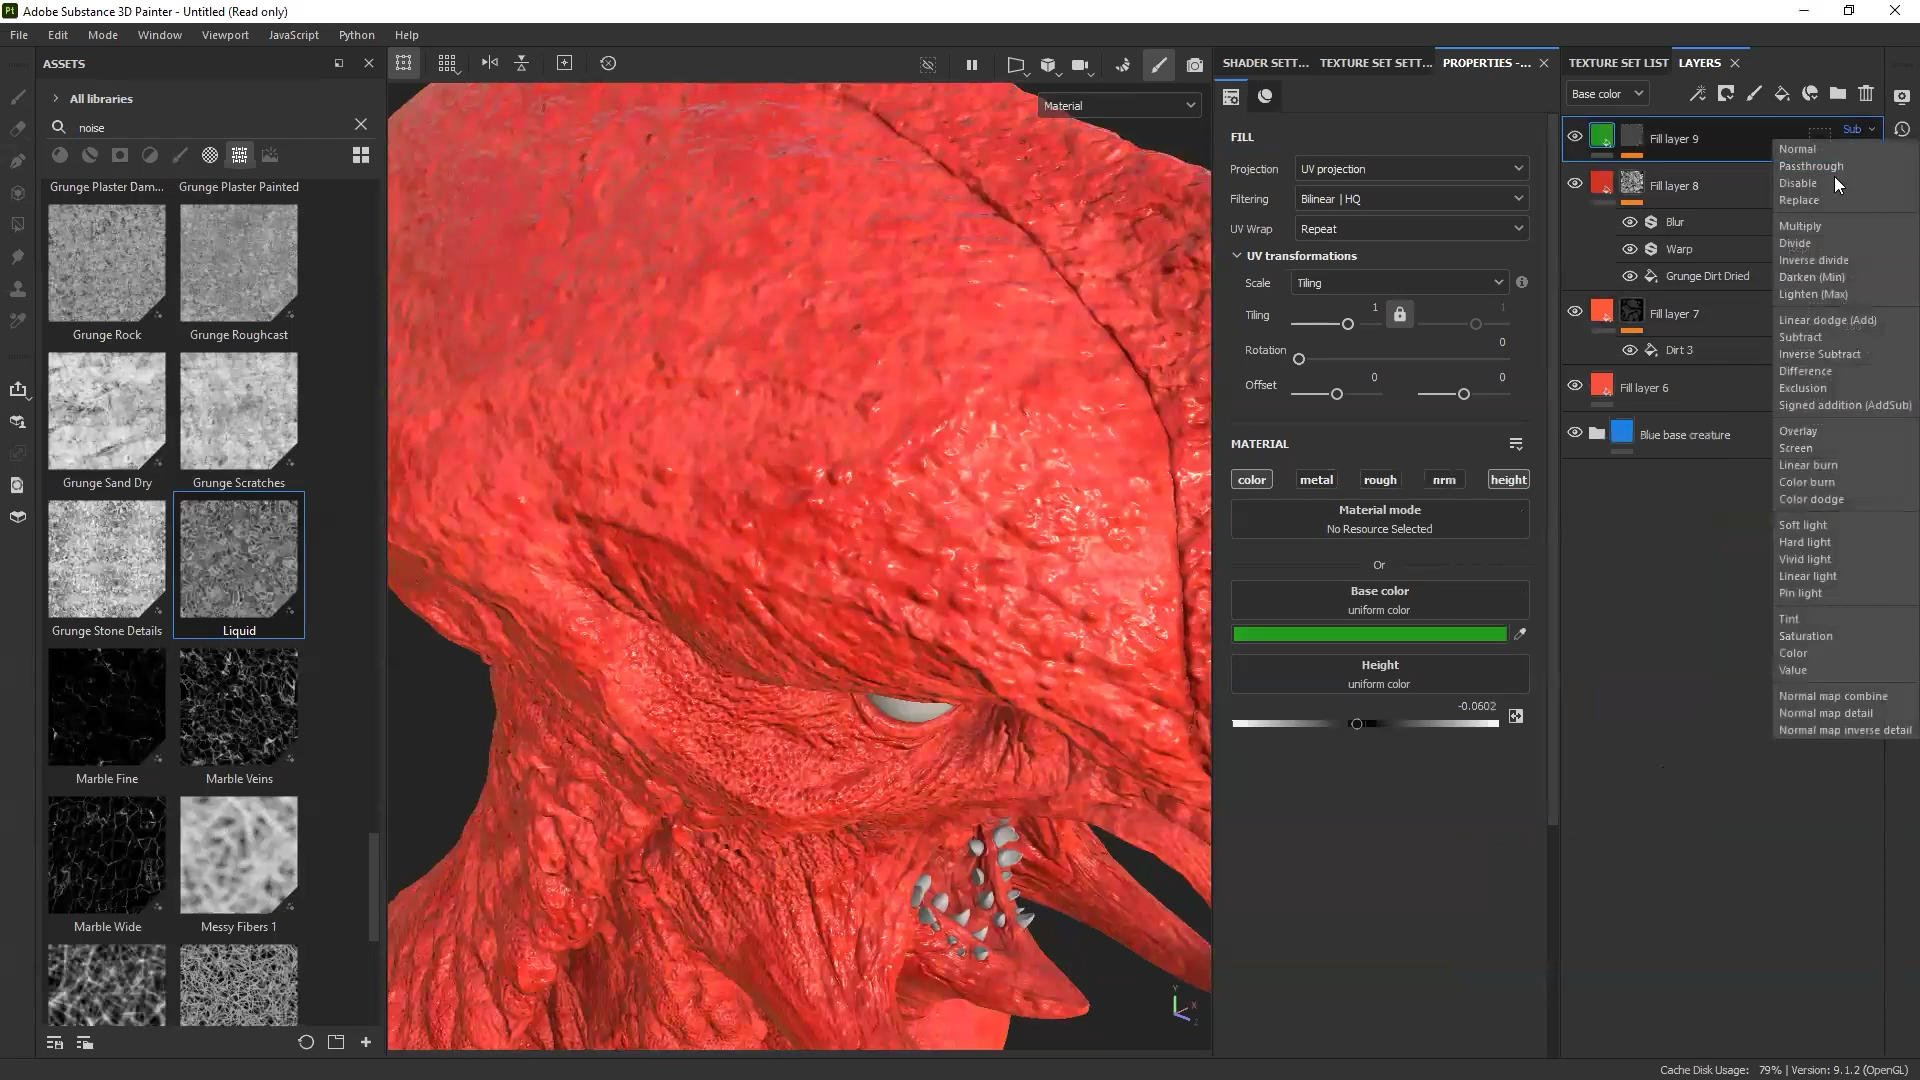 Pt Adobe Substance 3D Painter - Untitled (Read only)
File Edit Mode Window Viewport JavaScript Python Help
ASSETS
All libraries
noise
Grunge Plaster Dam... Grunge Plaster Painted
Grunge Rock Grunge Roughcast
Grunge Sand Dry Grunge Scratches
Grunge Stone Details Liquid
Marble Fine Marble Veins
Marble Wide Messy Fibers 1
Material
Y
X
Z
SHADER SETT... TEXTURE SET SETT... PROPERTIES -...
FILL
Projection UV projection
Filtering Bilinear | HQ
UV Wrap Repeat
UV transformations
Scale Tiling
Tiling 1 1
Rotation 0
Offset 0 0
MATERIAL
color metal rough nrm height
Material mode
No Resource Selected
Or
Base color
uniform color
Height
uniform color
-0.0602
TEXTURE SET LIST LAYERS
Base color
Fill layer 9 Sub
Fill layer 8
Blur
Warp
Grunge Dirt Dried
Fill layer 7
Dirt 3
Fill layer 6
Blue base creature
Normal
Passthrough
Disable
Replace
Multiply
Divide
Inverse divide
Darken (Min)
Lighten (Max)
Linear dodge (Add)
Subtract
Inverse Subtract
Difference
Exclusion
Signed addition (AddSub)
Overlay
Screen
Linear burn
Color burn
Color dodge
Soft light
Hard light
Vivid light
Linear light
Pin light
Tint
Saturation
Color
Value
Normal map combine
Normal map detail
Normal map inverse detail
Cache Disk Usage: 79% | Version: 9.1.2 (OpenGL)